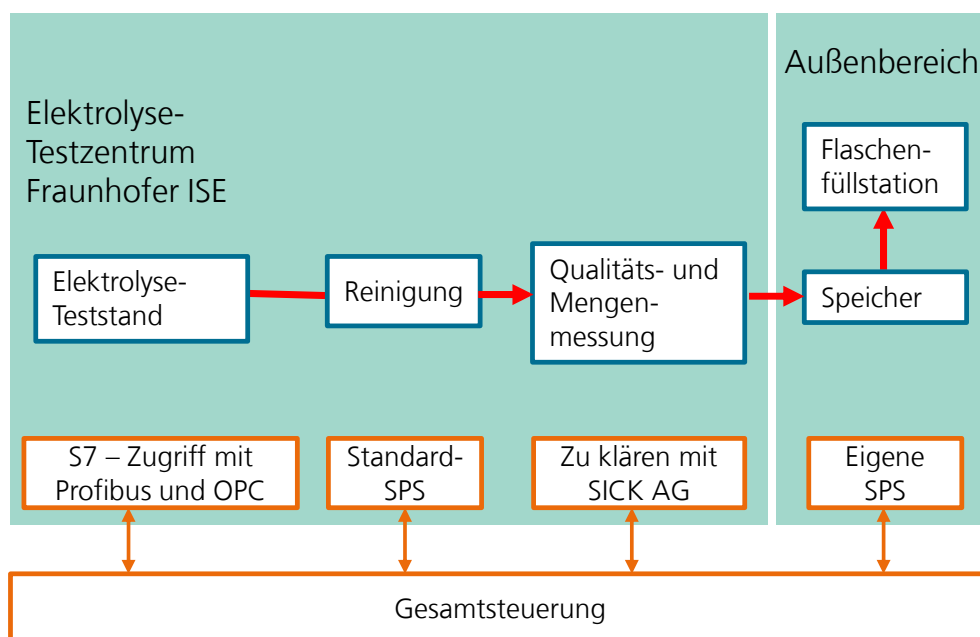 Elektrolyse-
Testzentrum
Fraunhofer ISE
Außenbereich
Flaschen-
füllstation
Elektrolyse-
Teststand
Reinigung
Qualitäts- und
Mengen-
messung
Speicher
S7 – Zugriff mit
Profibus und OPC
Standard-
SPS
Zu klären mit
SICK AG
Eigene
SPS
Gesamtsteuerung